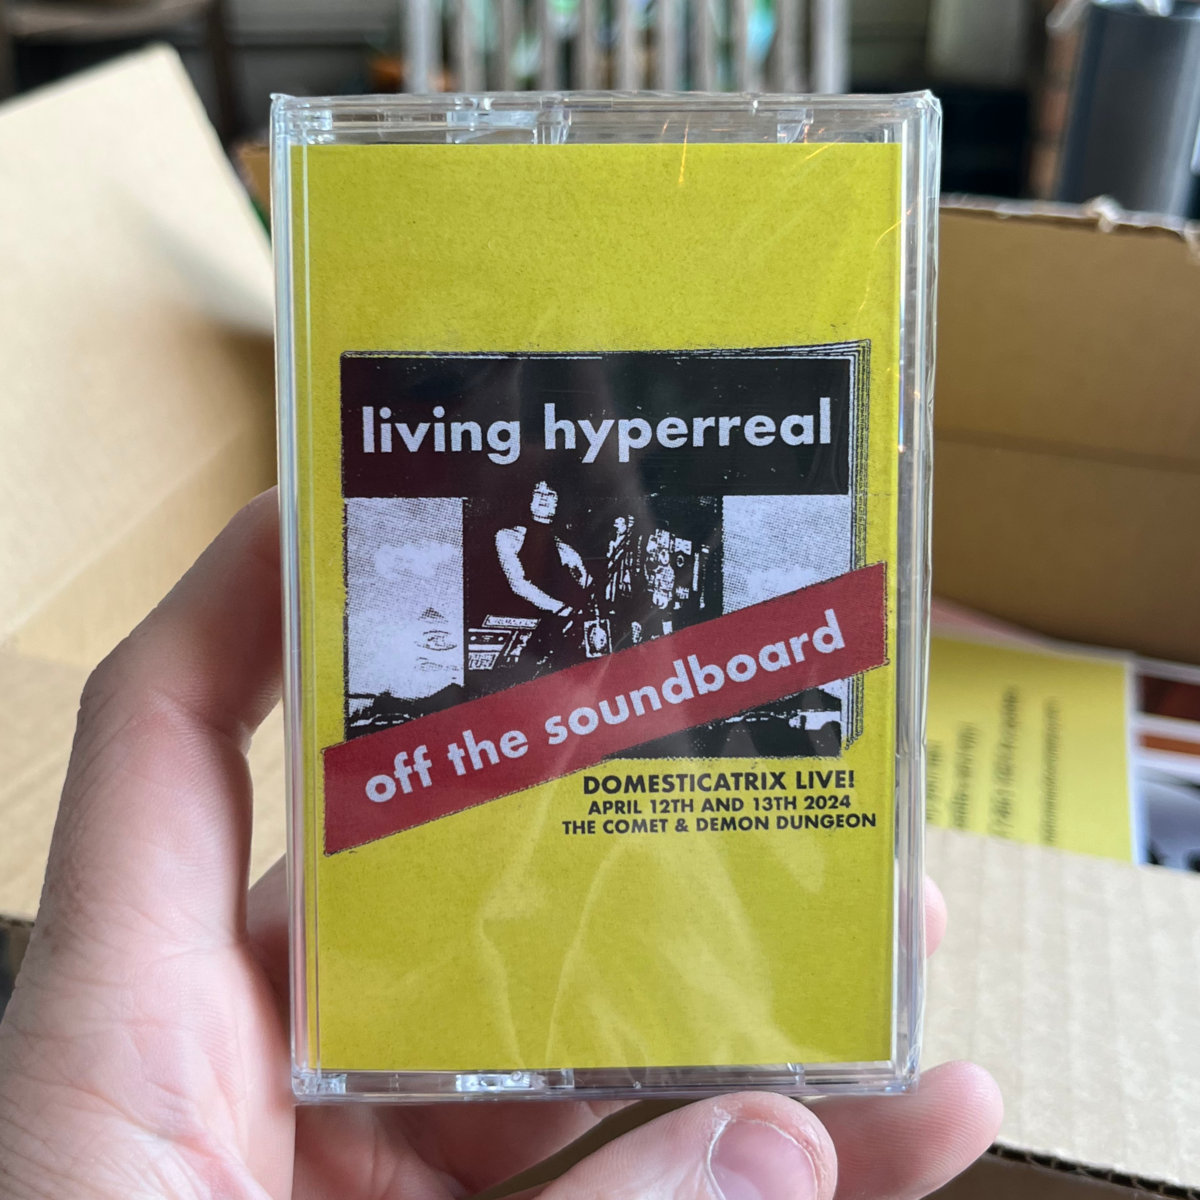 living hyperreal
off the soundboard
DOMESTICATRIX LIVE!
APRIL 12TH AND 13TH 2024
THE COMET & DEMON DUNGEON